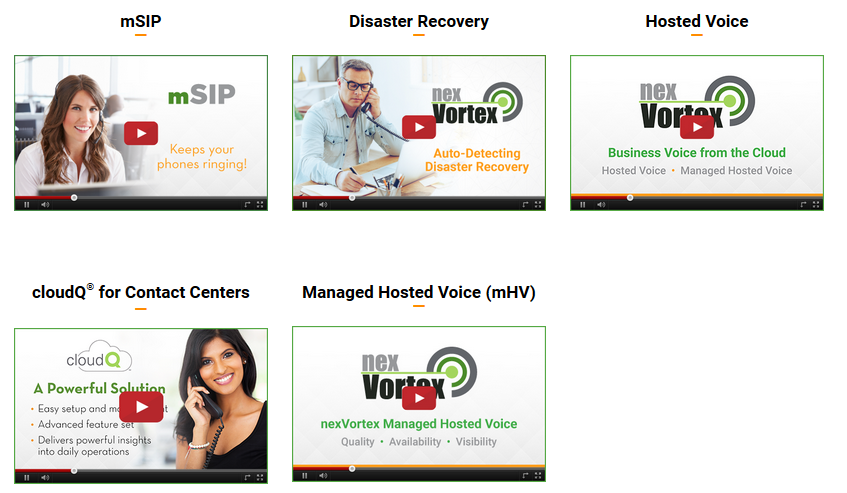 mSIP
Disaster Recovery
Hosted Voice
mSIP
Keeps your
phones ringing!
nex
Vortex
Auto-Detecting
Disaster Recovery
nex
Vortex
Business Voice from the Cloud
Hosted Voice • Managed Hosted Voice
cloudQ® for Contact Centers
Managed Hosted Voice (mHV)
cloudQ
A Powerful Solution
• Easy setup and
• Advanced feature set
• Delivers powerful insights
into daily operations
nex
Vortex
nexVortex Managed Hosted Voice
Quality • Availability • Visibility